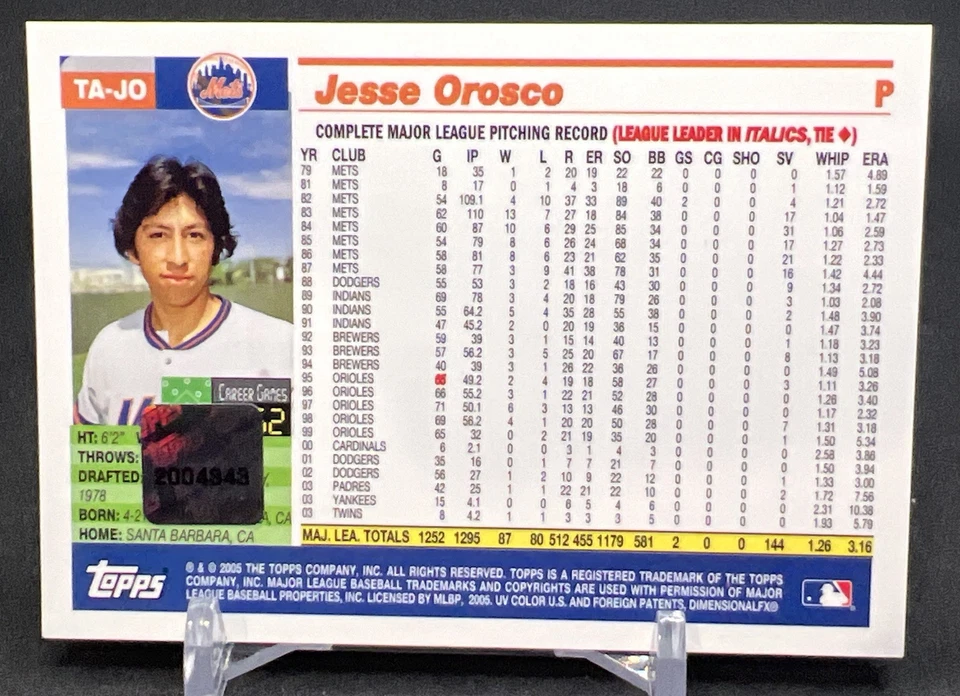 TA-JO
Mets
Jesse Orosco P
COMPLETE MAJOR LEAGUE PITCHING RECORD (LEAGUE LEADER IN ITALICS, TIE ♦)
YR CLUB G IP W L R ER SO BB GS CG SHO SV WHIP ERA
79 METS 18 35 1 2 20 19 22 22 0 0 0 0 1.57 4.89
81 METS 8 17 0 1 4 3 18 6 0 0 0 1 1.12 1.59
82 METS 54 109.1 4 10 37 33 89 40 2 0 0 4 1.21 2.72
83 METS 62 110 13 7 27 18 84 38 0 0 0 17 1.04 1.47
84 METS 60 87 10 6 29 25 85 34 0 0 0 31 1.06 2.59
85 METS 54 79 8 6 26 24 68 34 0 0 0 17 1.27 2.73
86 METS 58 81 8 6 23 21 62 35 0 0 0 21 1.22 2.33
87 METS 58 77 3 9 41 38 78 31 0 0 0 16 1.42 4.44
88 DODGERS 55 53 3 2 18 16 43 30 0 0 0 9 1.34 2.72
89 INDIANS 69 78 3 4 20 18 79 26 0 0 0 3 1.03 2.08
90 INDIANS 55 64.2 5 4 35 28 55 38 0 0 0 2 1.48 3.90
91 INDIANS 47 45.2 2 0 20 19 36 15 0 0 0 0 1.47 3.74
92 BREWERS 59 39 3 1 15 14 40 13 0 0 0 1 1.18 3.23
93 BREWERS 57 56.2 3 5 25 20 67 17 0 0 0 8 1.13 3.18
94 BREWERS 40 39 3 1 26 22 36 26 0 0 0 0 1.49 5.08
95 ORIOLES 65 49.2 2 4 19 18 58 27 0 0 0 3 1.11 3.26
96 ORIOLES 66 55.2 3 1 22 21 52 28 0 0 0 0 1.26 3.40
97 ORIOLES 71 50.1 6 3 13 13 46 30 0 0 0 0 1.17 2.32
98 ORIOLES 69 56.2 4 1 20 20 50 28 0 0 0 7 1.31 3.18
99 ORIOLES 65 32 0 2 21 19 35 20 0 0 0 1 1.50 5.34
00 CARDINALS 6 2.1 0 0 3 1 4 3 0 0 0 0 2.58 3.86
01 DODGERS 35 16 0 1 7 7 21 7 0 0 0 0 1.50 3.94
02 DODGERS 56 27 1 2 10 9 22 12 0 0 0 1 1.33 3.00
03 PADRES 42 25 1 1 22 21 22 10 0 0 0 2 1.72 7.56
03 YANKEES 15 4.1 0 0 6 5 4 6 0 0 0 0 2.31 10.38
03 TWINS 8 4.2 1 1 3 3 3 5 0 0 0 0 1.93 5.79
MAJ. LEA. TOTALS 1252 1295 87 80 512 455 1179 581 2 0 0 144 1.26 3.16
CAREER GAMES
52
HT: 6'2"
THROWS:
DRAFTED
1978
BORN: 4-2 CA
HOME: SANTA BARBARA, CA
2004843
Topps
® & © 2005 THE TOPPS COMPANY, INC. ALL RIGHTS RESERVED. TOPPS IS A REGISTERED TRADEMARK OF THE TOPPS
COMPANY, INC. MAJOR LEAGUE BASEBALL TRADEMARKS AND COPYRIGHTS ARE USED WITH PERMISSION OF MAJOR
LEAGUE BASEBALL PROPERTIES, INC. LICENSED BY MLBP, 2005. UV COLOR U.S. AND FOREIGN PATENTS, DIMENSIONALFX®